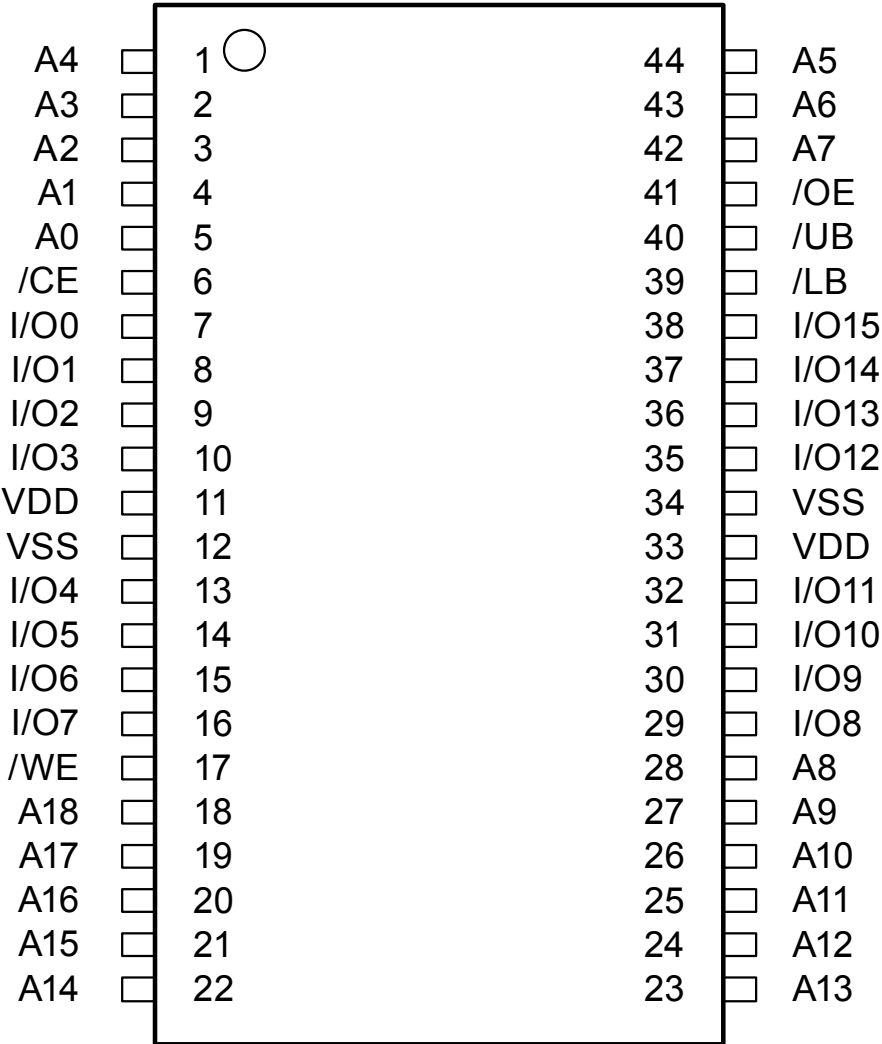 A4 1 44 A5
A3 2 43 A6
A2 3 42 A7
A1 4 41 /OE
A0 5 40 /UB
/CE 6 39 /LB
I/O0 7 38 I/O15
I/O1 8 37 I/O14
I/O2 9 36 I/O13
I/O3 10 35 I/O12
VDD 11 34 VSS
VSS 12 33 VDD
I/O4 13 32 I/O11
I/O5 14 31 I/O10
I/O6 15 30 I/O9
I/O7 16 29 I/O8
/WE 17 28 A8
A18 18 27 A9
A17 19 26 A10
A16 20 25 A11
A15 21 24 A12
A14 22 23 A13